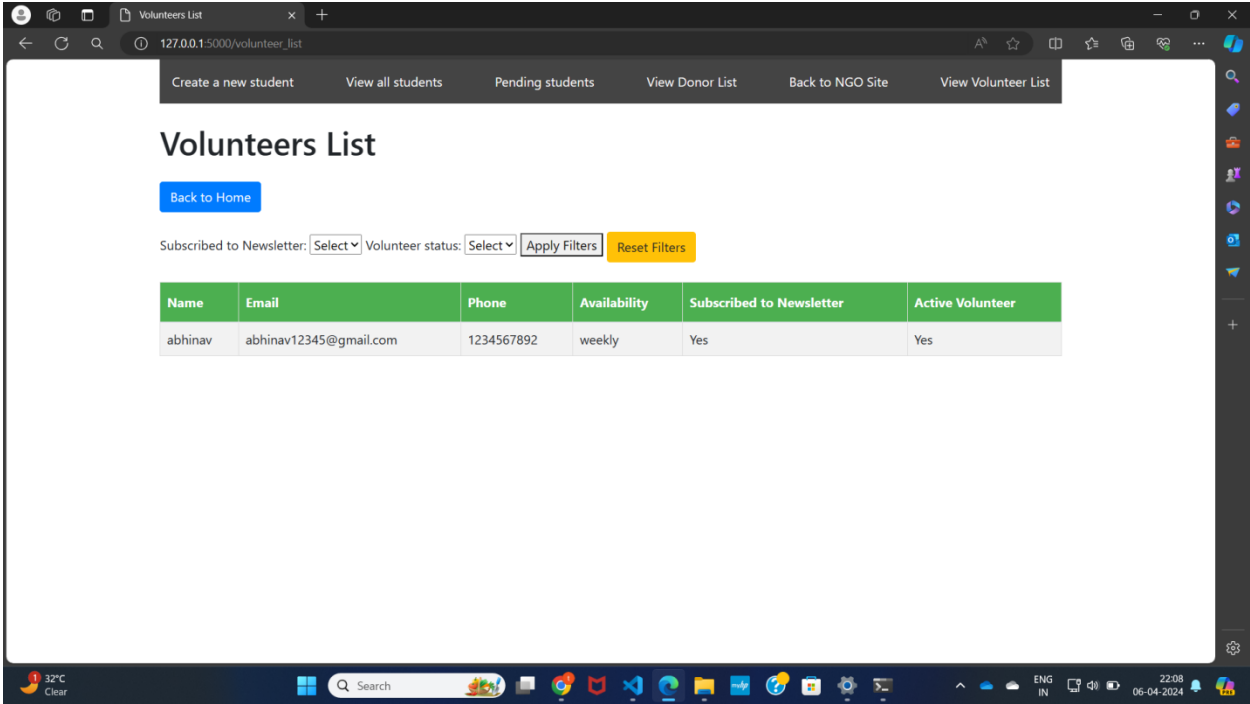 Volunteers List
127.0.0.1:5000/volunteer_list
Create a new student View all students Pending students View Donor List Back to NGO Site View Volunteer List
Volunteers List
Back to Home
Subscribed to Newsletter: Select Volunteer status: Select Apply Filters Reset Filters
Name Email Phone Availability Subscribed to Newsletter Active Volunteer
abhinav abhinav12345@gmail.com 1234567892 weekly Yes Yes
1 32°C
Clear
Search
ENG
IN
22:08
06-04-2024